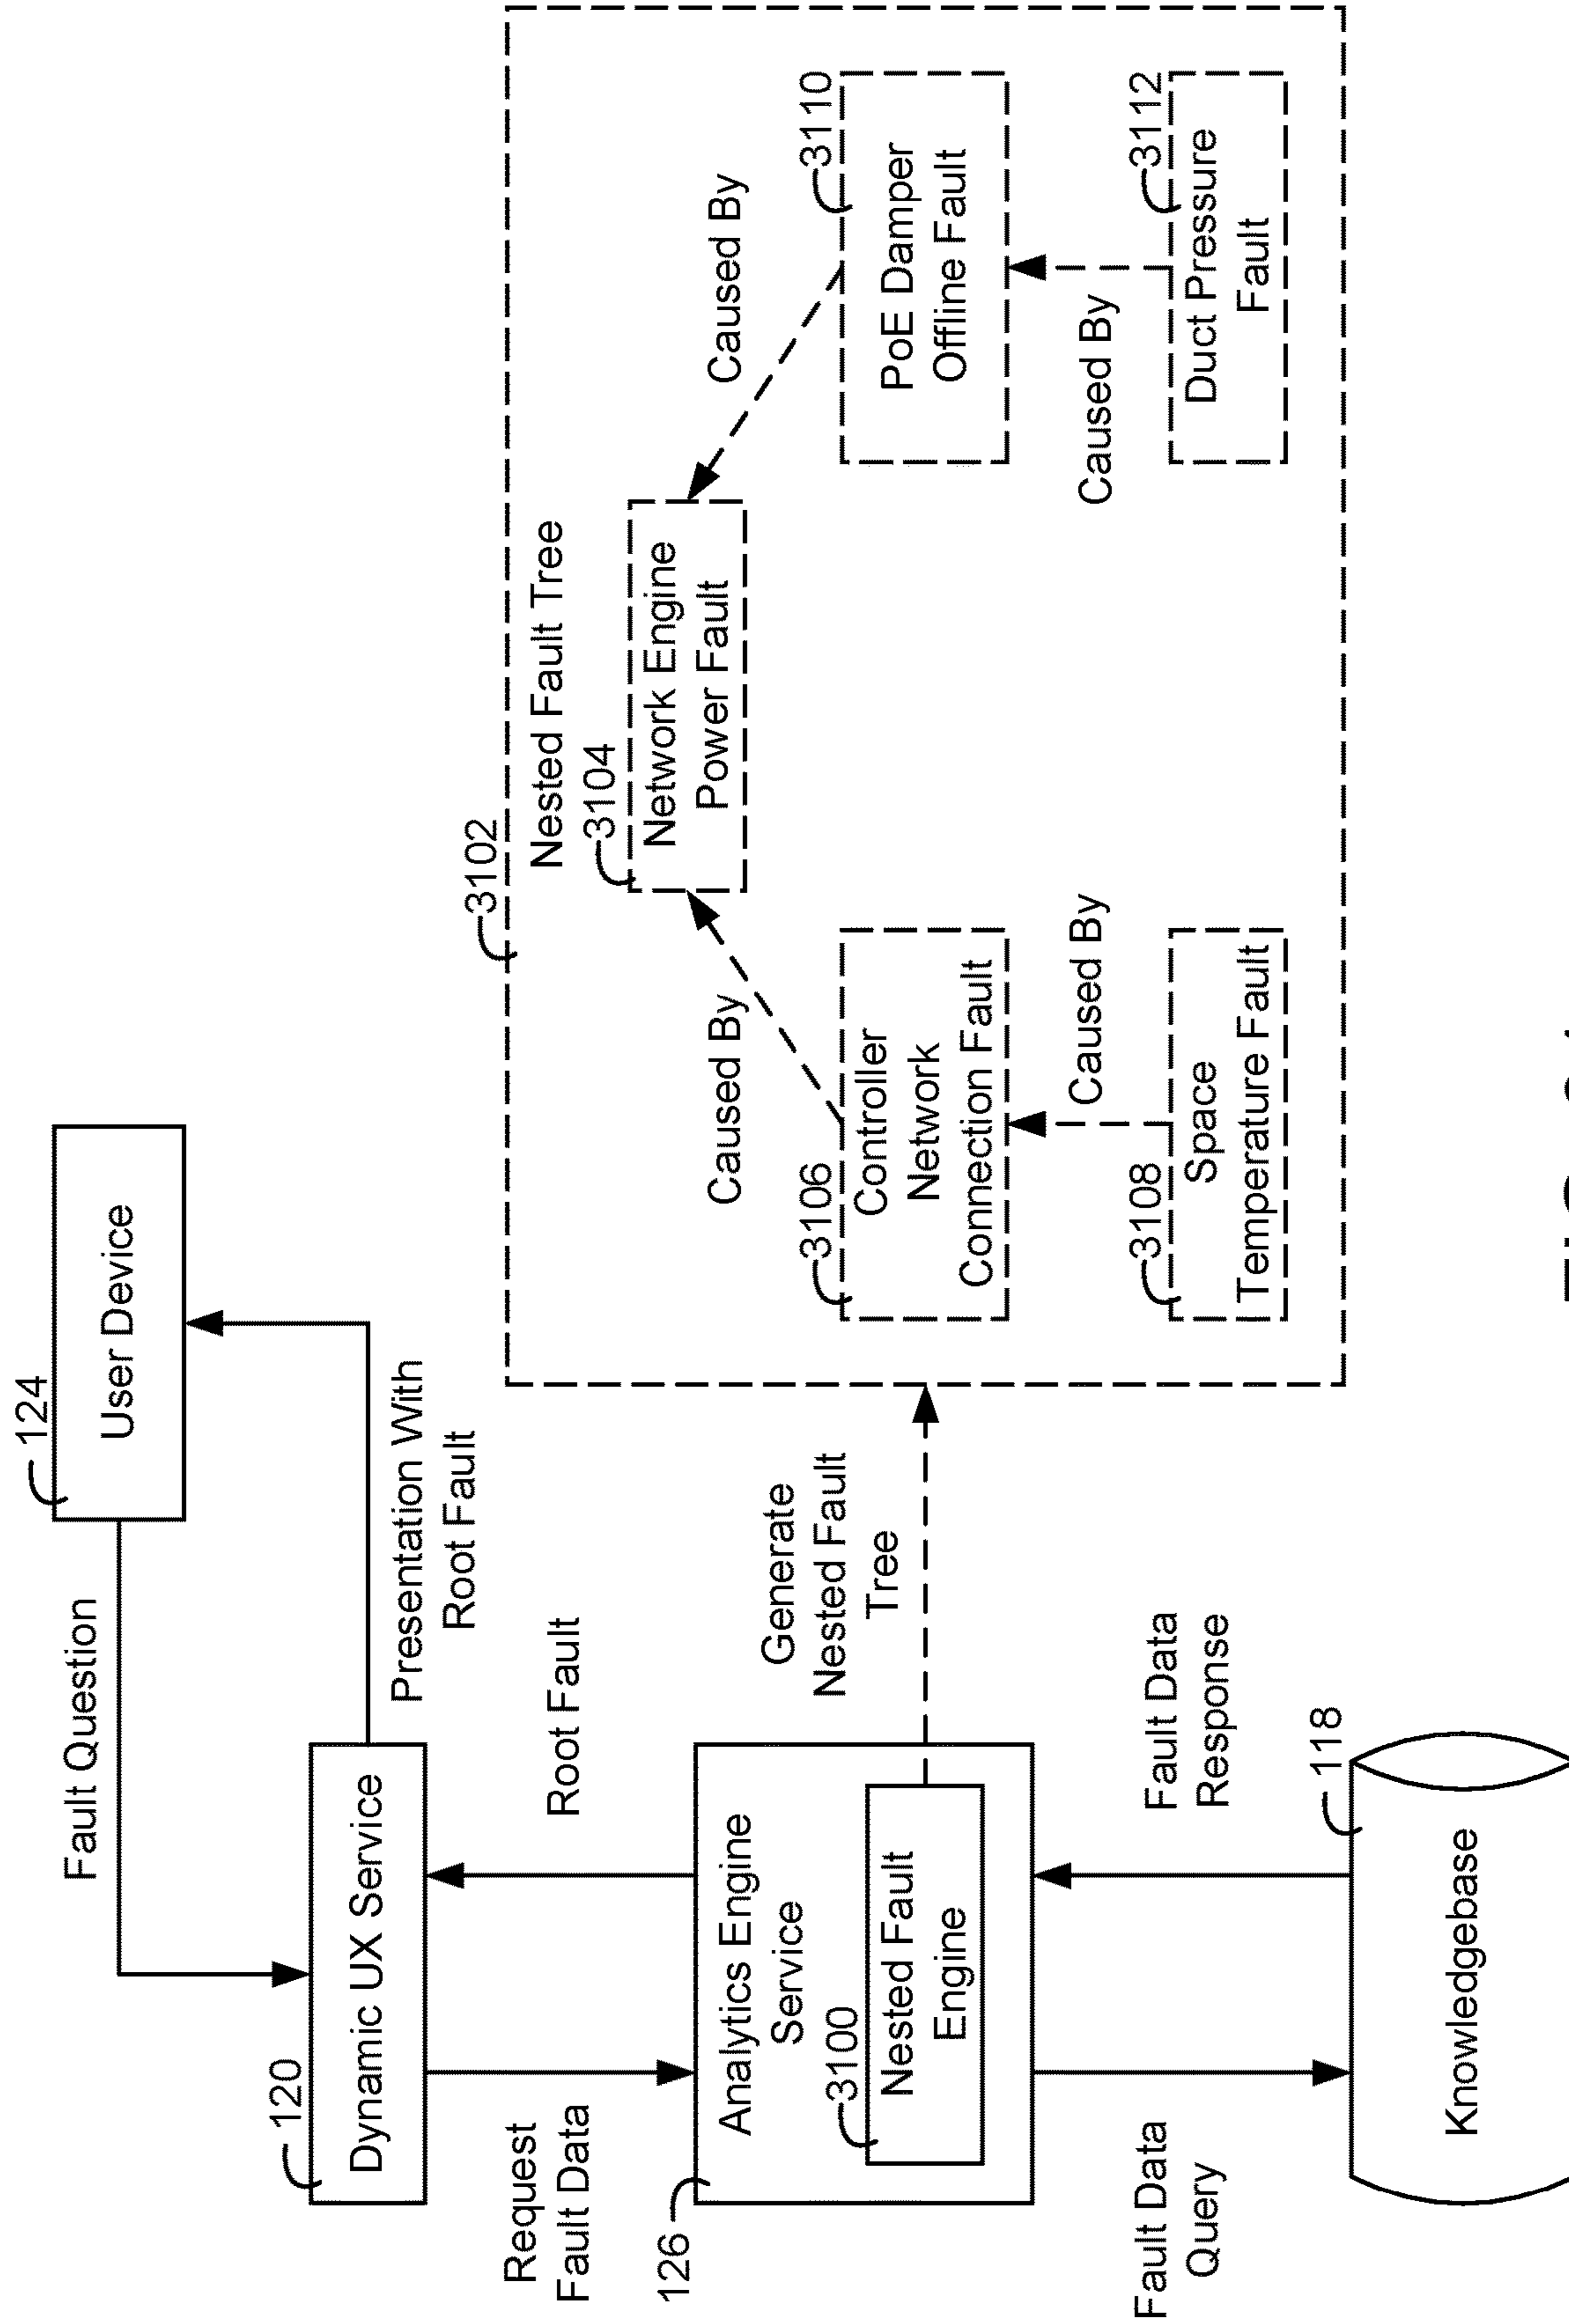 124
User Device
Fault Question
120
Dynamic UX Service
Presentation With
Root Fault
Request
Fault Data
Root Fault
126
Analytics Engine
Service
3100
Nested Fault
Engine
Generate
Nested Fault
Tree
Fault Data
Query
Fault Data
Response
118
Knowledgebase
3102
Nested Fault Tree
3104
Network Engine
Power Fault
Caused By
Caused By
3106
Controller
Network
Connection Fault
3110
PoE Damper
Offline Fault
Caused By
Caused By
3108
Space
Temperature Fault
3112
Duct Pressure
Fault